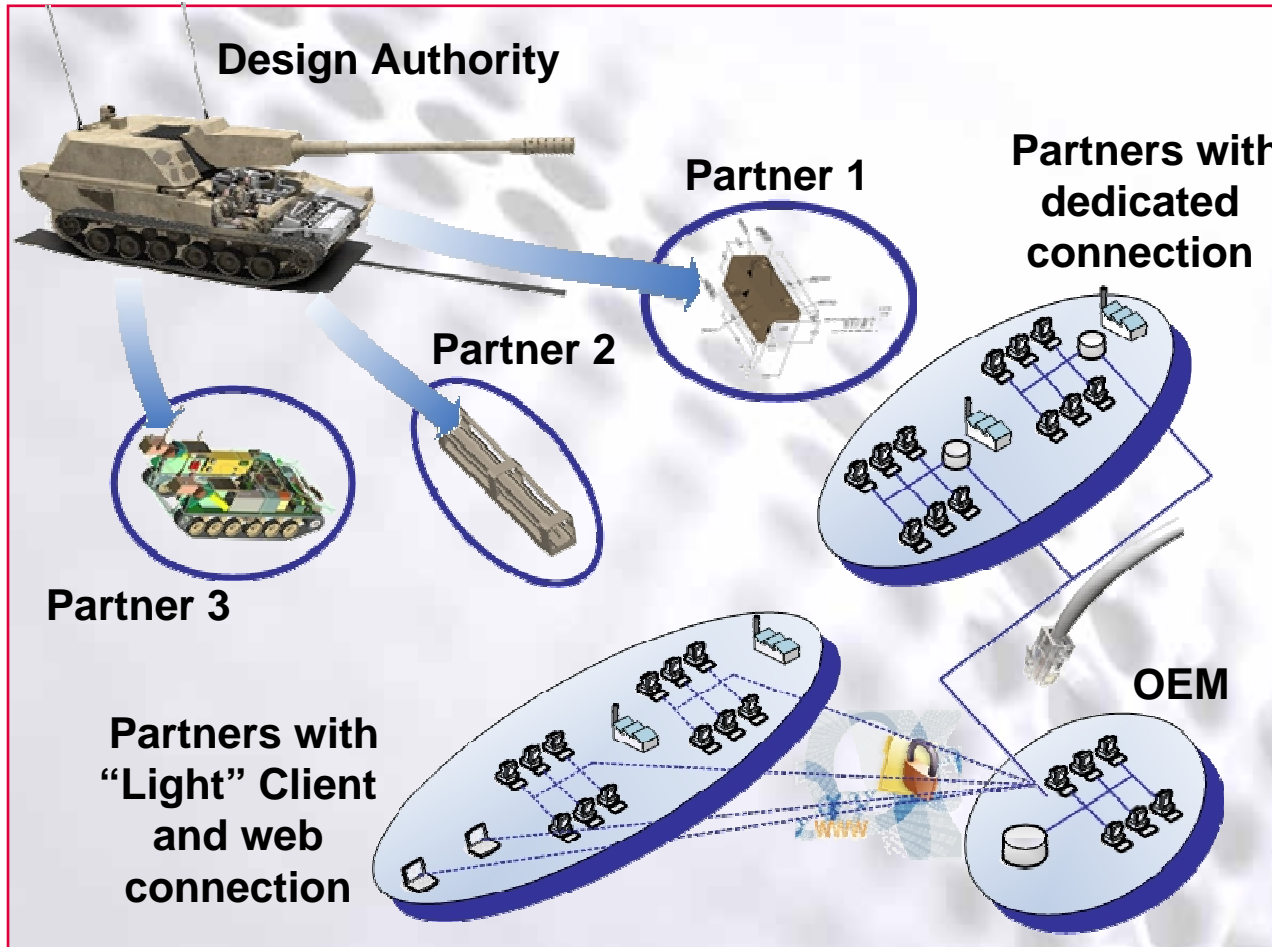 Design Authority
Partner 1
Partners with
dedicated
connection
Partner 2
Partner 3
OEM
Partners with
“Light” Client
and web
connection
www